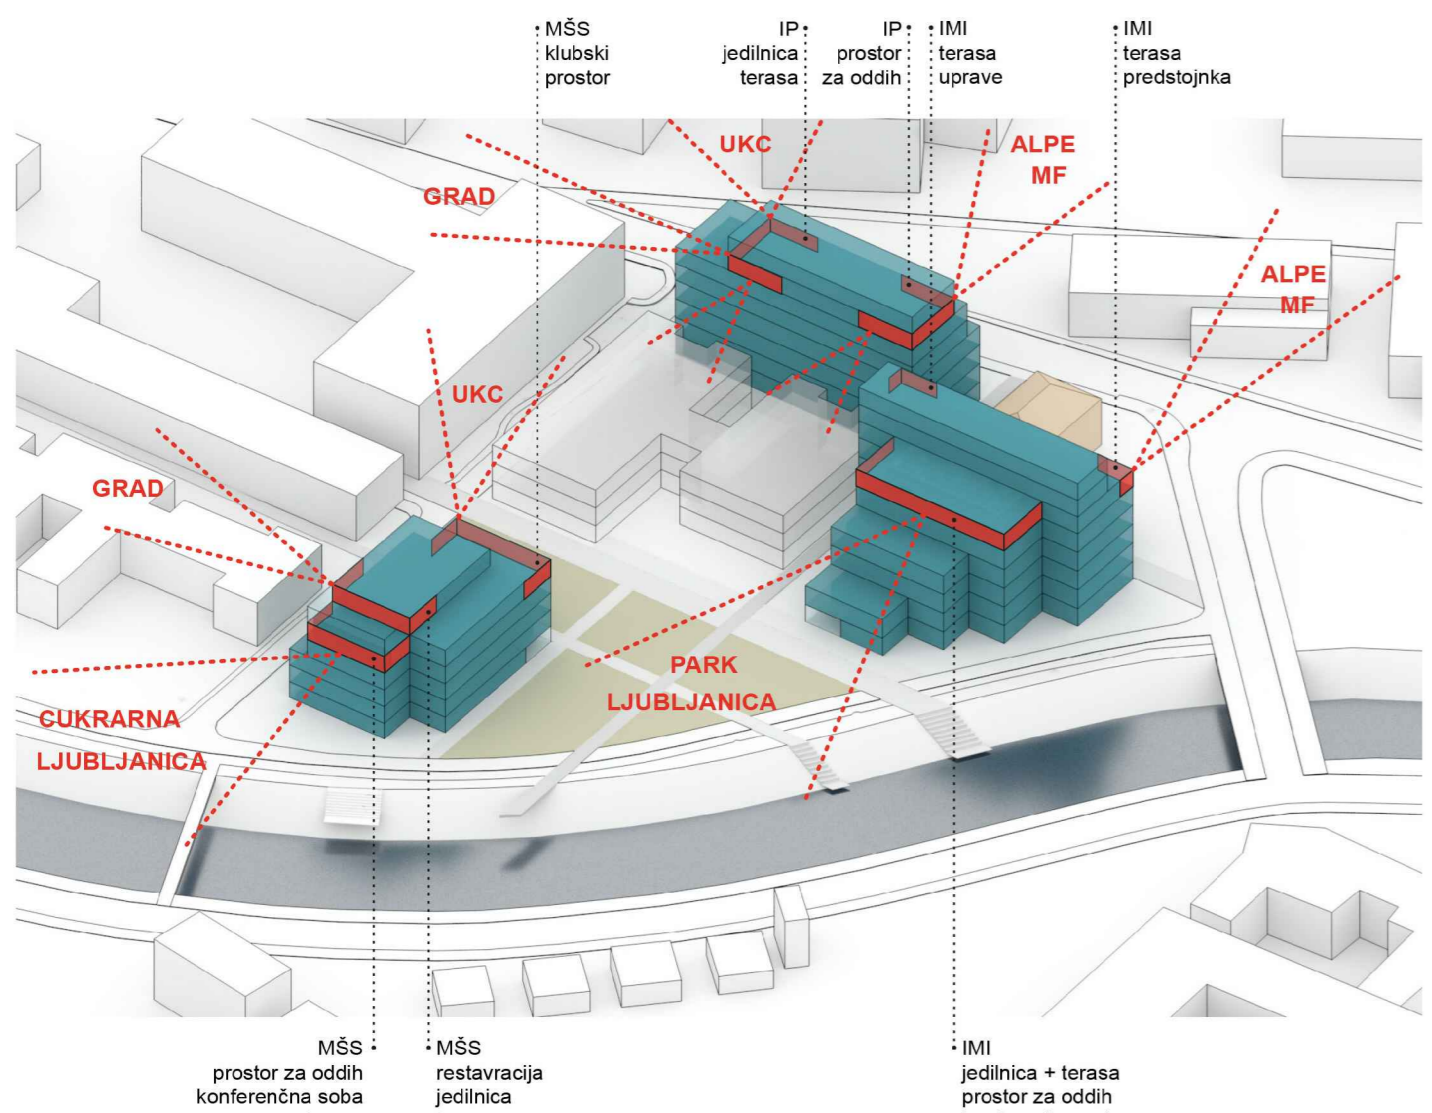 MŠS
klubski
prostor
IP
jedilnica
terasa
IP
prostor
za oddih
IMI
terasa
uprave
IMI
terasa
predstojnka
UKC
ALPE
MF
GRAD
ALPE
MF
UKC
GRAD
PARK
LJUBLJANICA
CUKRARNA
LJUBLJANICA
MŠS
prostor za oddih
konferenčna soba
MŠS
restavracija
jedilnica
IMI
jedilnica + terasa
prostor za oddih